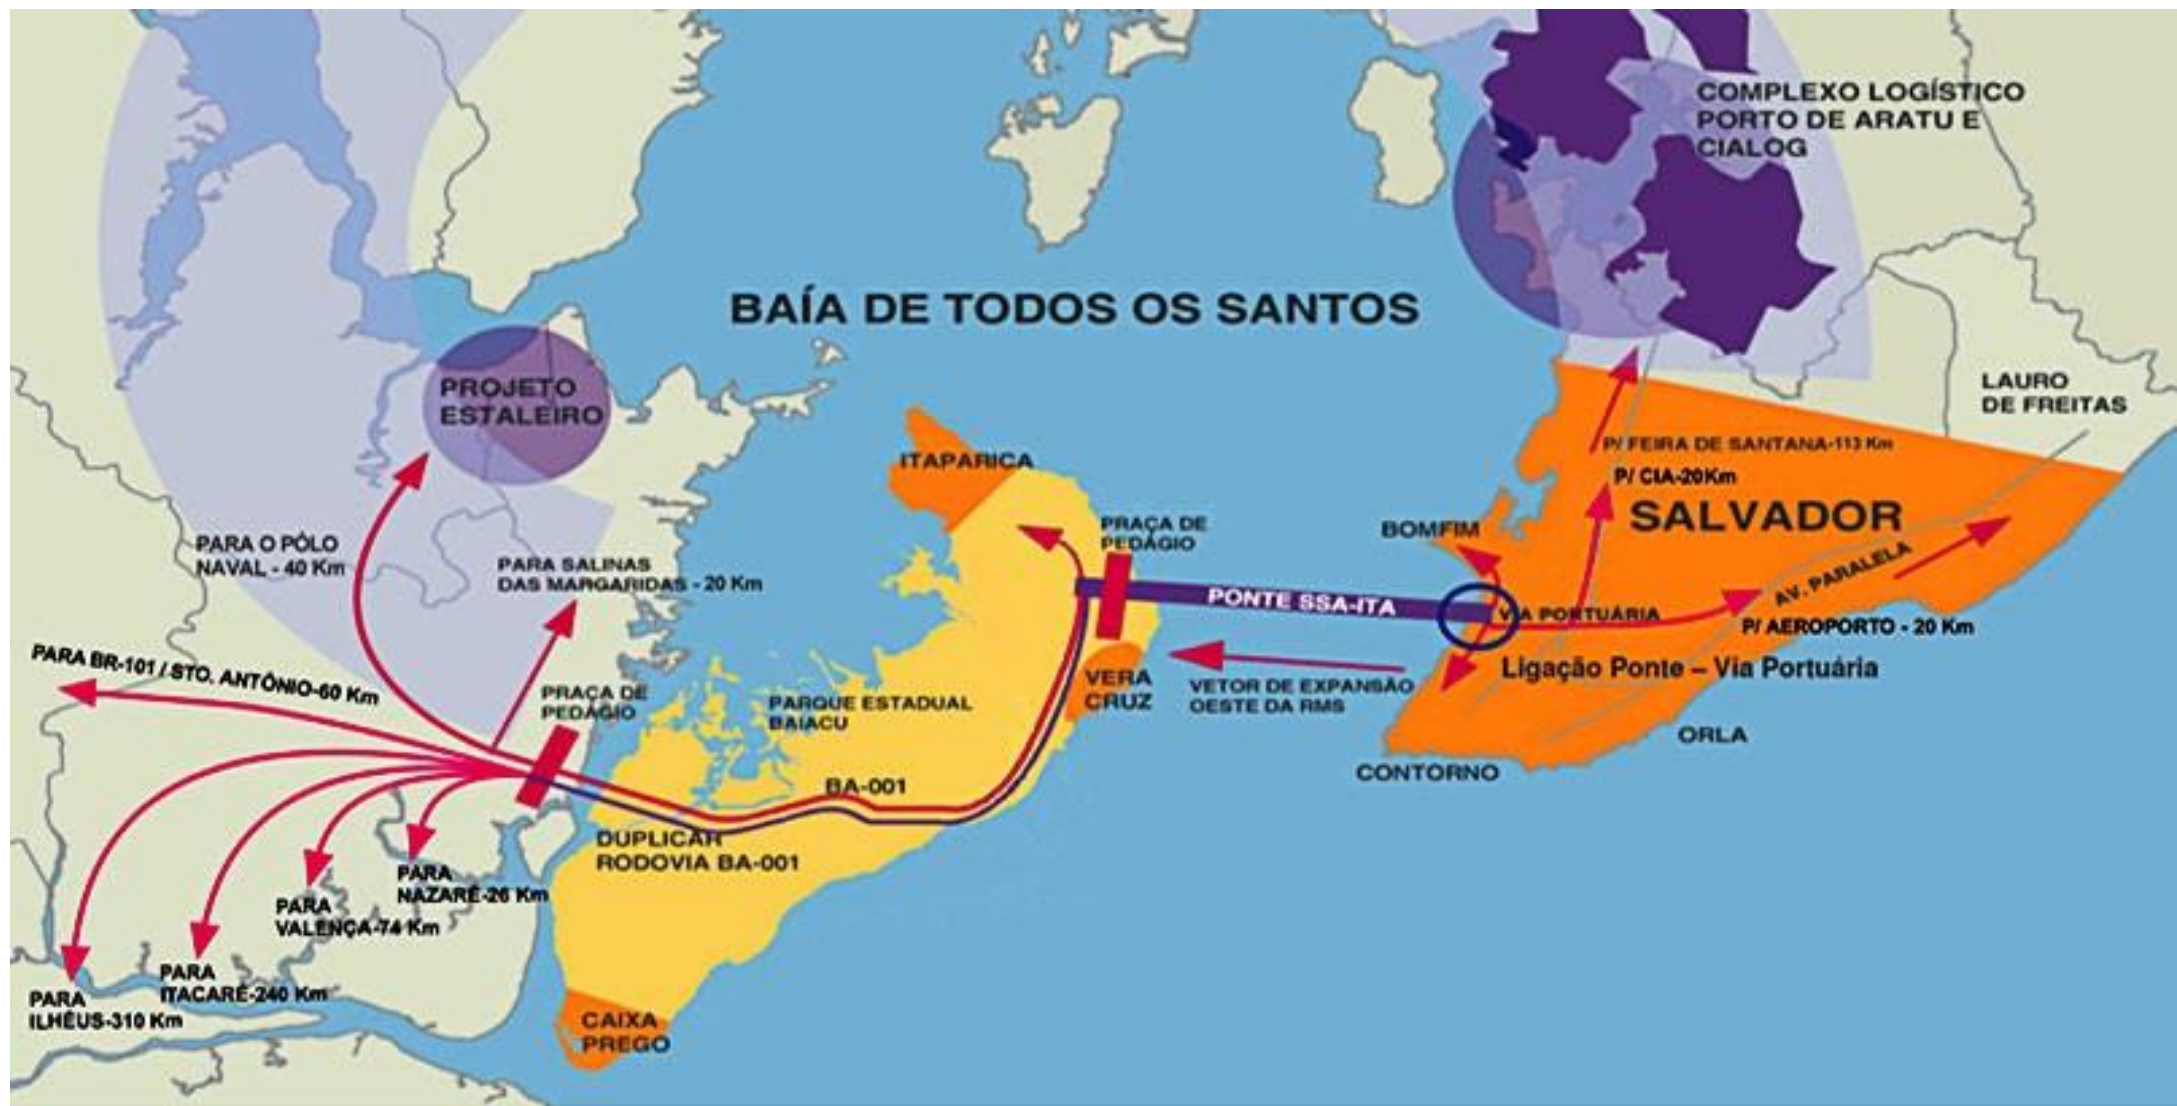 COMPLEXO LOGÍSTICO
PORTO DE ARATU E
CIALOG
BAÍA DE TODOS OS SANTOS
PROJETO
ESTALEIRO
LAURO
DE FREITAS
ITAPARICA
P/ FEIRA DE SANTANA-113 Km
P/ CIA-20Km
SALVADOR
BOMFIM
PRAÇA DE
PEDÁGIO
PARA O PÓLO
NAVAL - 40 Km
PARA SALINAS
DAS MARGARIDAS - 20 Km
PONTE SSA-ITA
VIA PORTUÁRIA
AV. PARALELA
P/ AEROPORTO - 20 Km
Ligação Ponte – Via Portuária
PARA BR-101 / STO. ANTÔNIO-60 Km
PRAÇA DE
PEDÁGIO
PARQUE ESTADUAL
BAIACU
VERA
CRUZ
VETOR DE EXPANSÃO
OESTE DA RMS
ORLA
CONTORNO
BA-001
DUPLICAR
RODOVIA BA-001
PARA
NAZARÉ-26 Km
PARA
VALENÇA-74 Km
PARA
ITACARÉ-240 Km
PARA
ILHÉUS-310 Km
CAIXA
PREGO